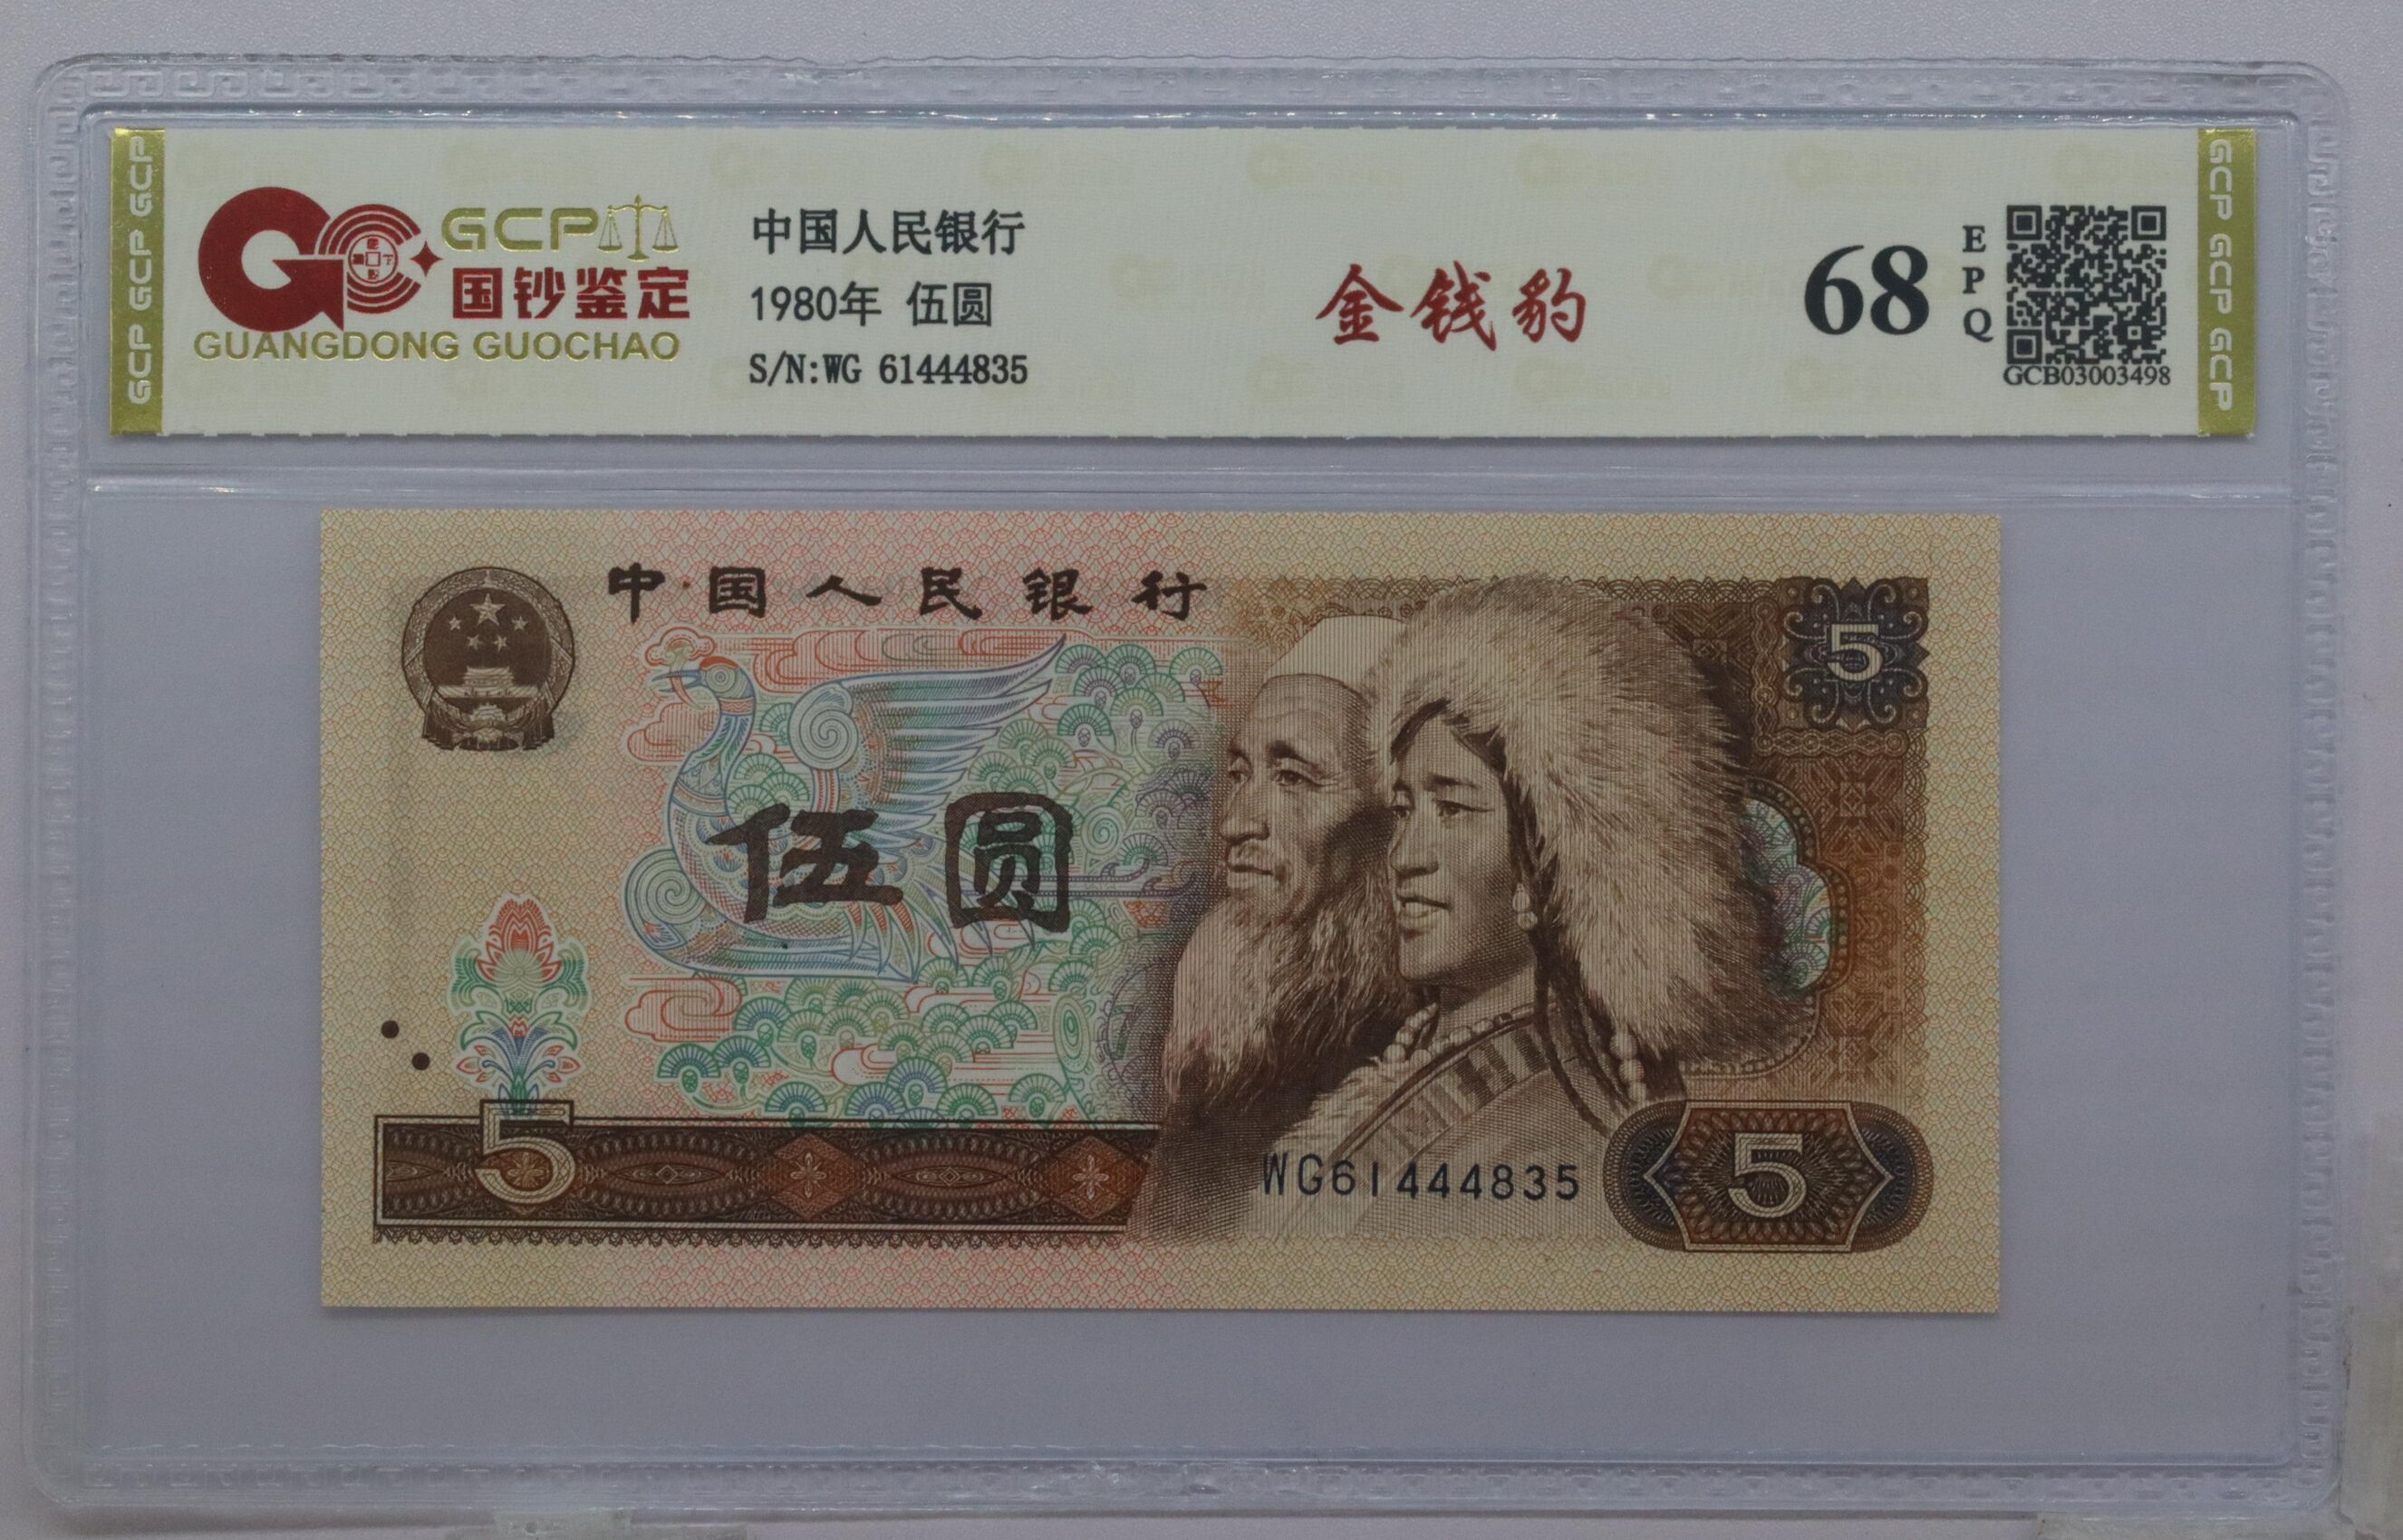 GCP GCP GCP
GCP
国钞鉴定
GUANGDONG GUOCHAO
中国人民银行
1980年 伍圆
S/N:WG 61444835
金钱豹
68
EPQ
GCB03003498
GCP GCP GCP
中国人民银行
5
伍圆
5
WG61444835
5